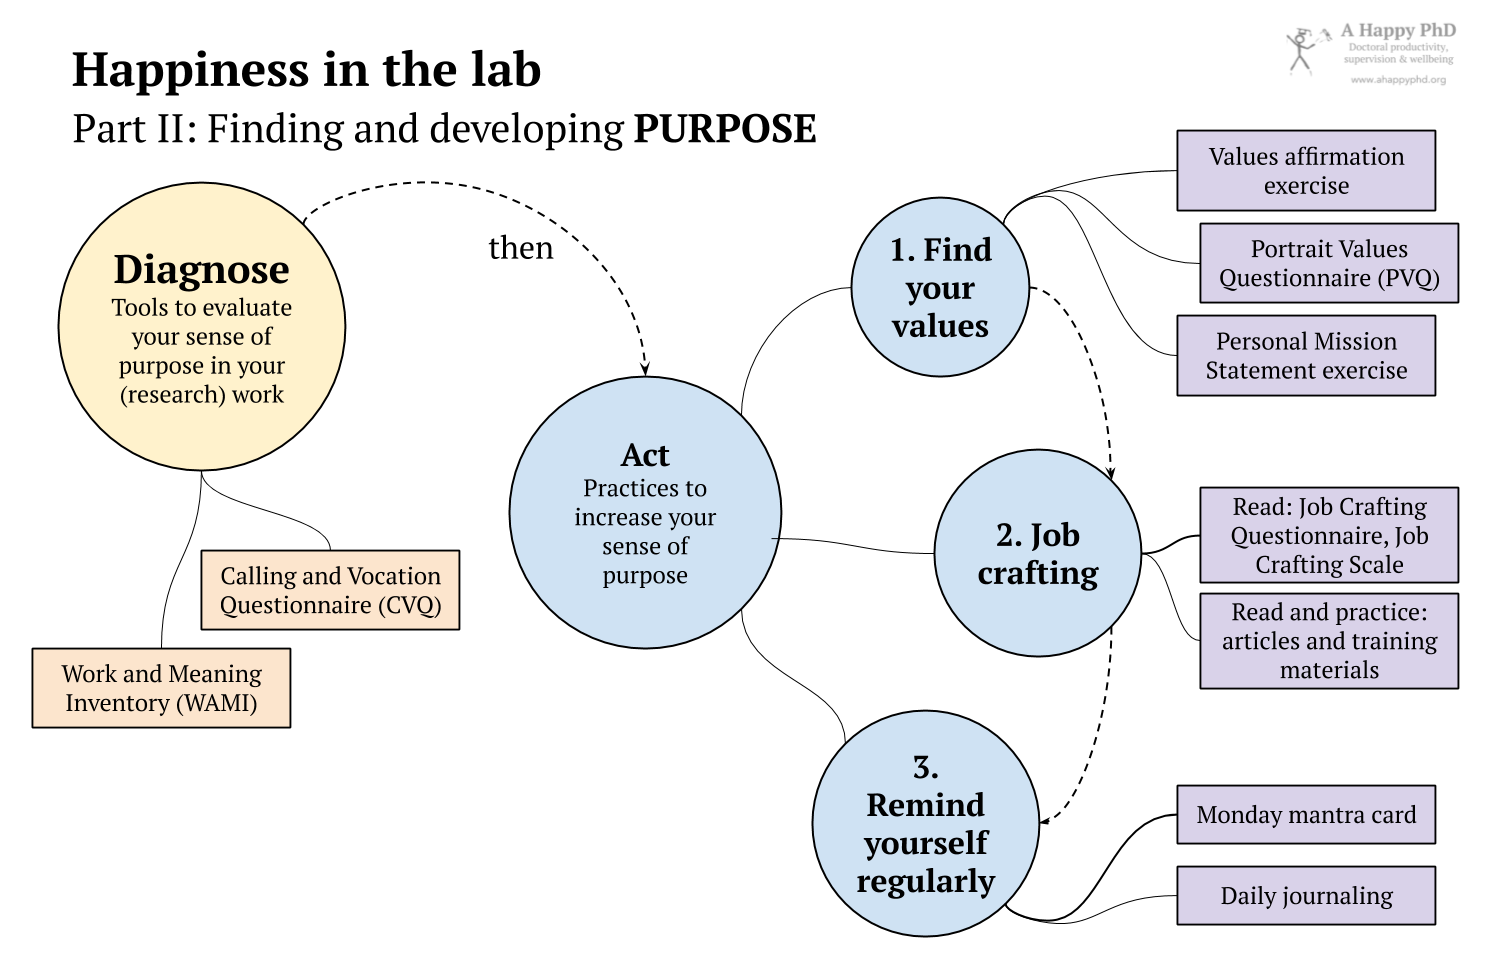 Happiness in the lab
Part II: Finding and developing PURPOSE
A Happy PhD
Doctoral productivity,
supervision & wellbeing
www.ahappyphd.org
Diagnose
Tools to evaluate
your sense of
purpose in your
(research) work
then
Calling and Vocation
Questionnaire (CVQ)
Work and Meaning
Inventory (WAMI)
Act
Practices to
increase your
sense of
purpose
1. Find
your
values
Values affirmation
exercise
Portrait Values
Questionnaire (PVQ)
Personal Mission
Statement exercise
2. Job
crafting
Read: Job Crafting
Questionnaire, Job
Crafting Scale
Read and practice:
articles and training
materials
3.
Remind
yourself
regularly
Monday mantra card
Daily journaling